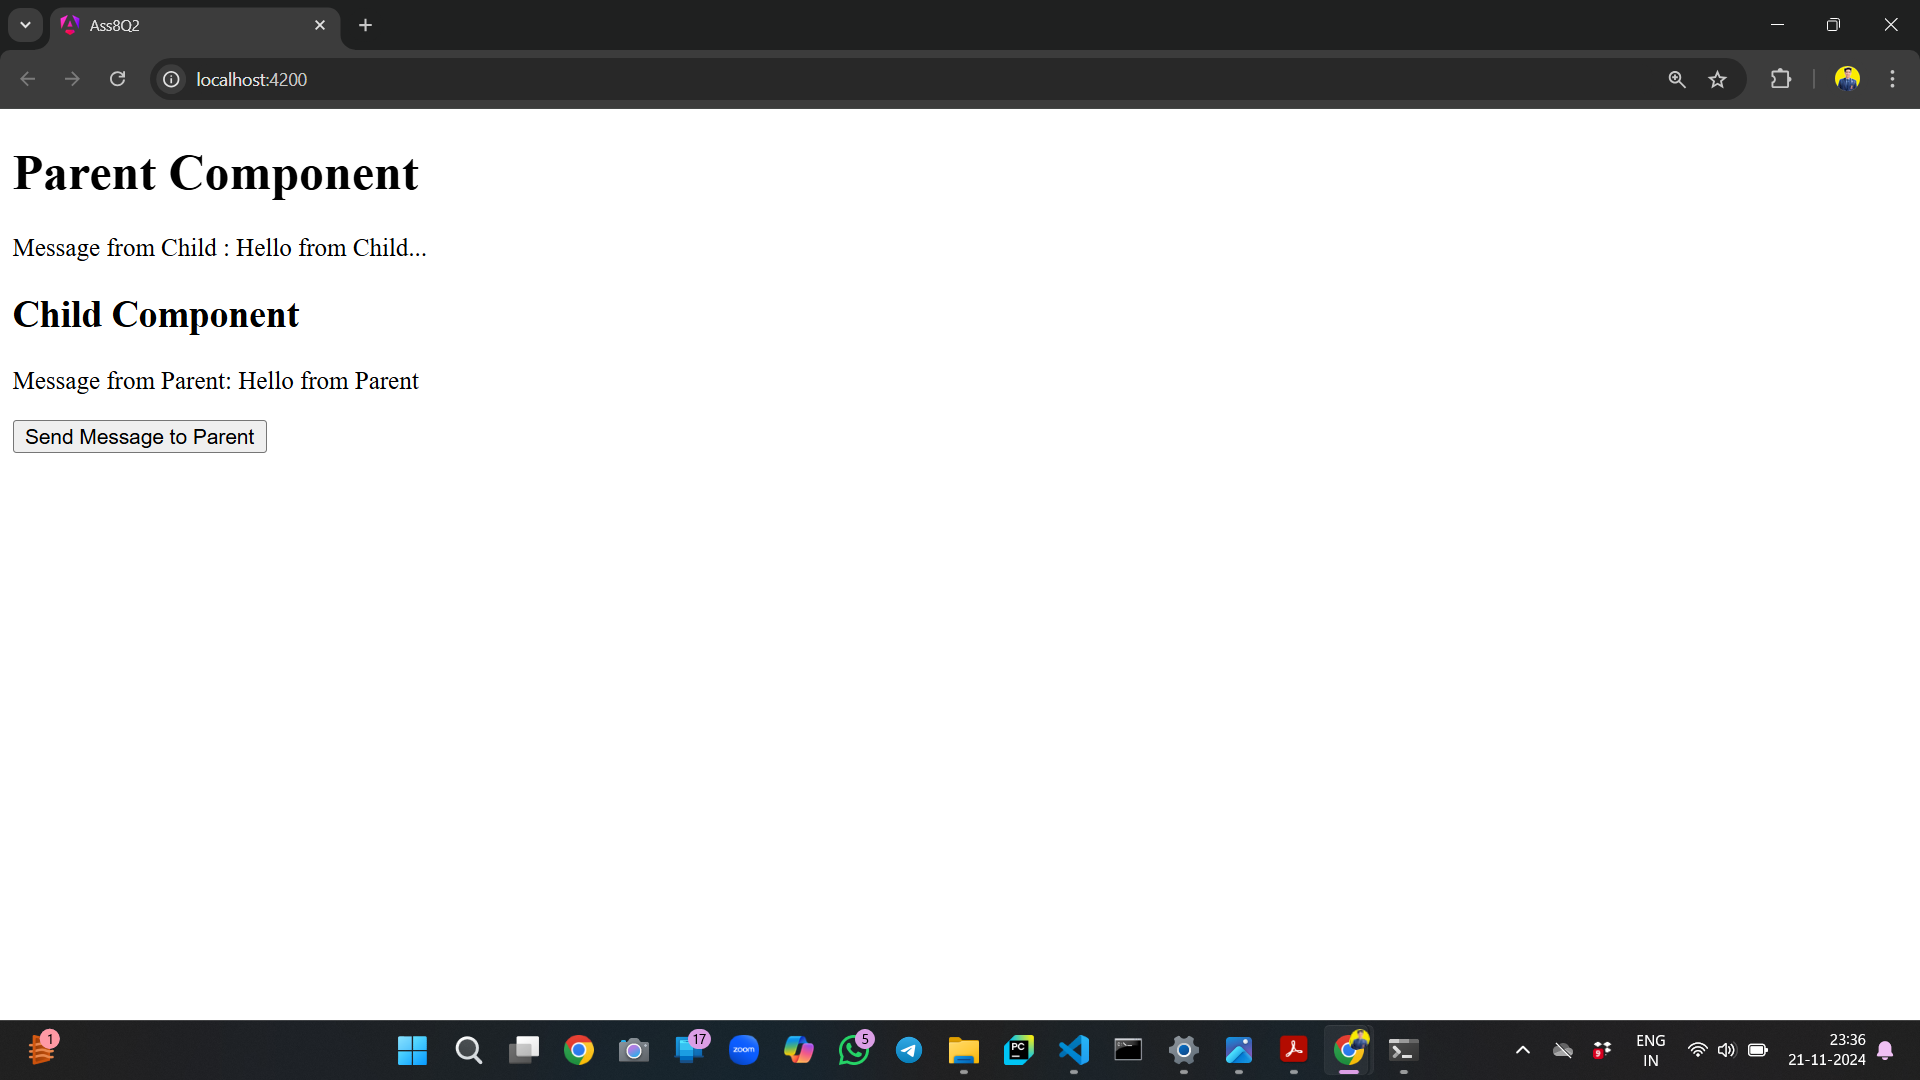 Ass8Q2
localhost:4200
Parent Component
Message from Child : Hello from Child...
Child Component
Message from Parent: Hello from Parent
Send Message to Parent
1
17
zoom
5
PC
9
ENG
IN
23:36
21-11-2024